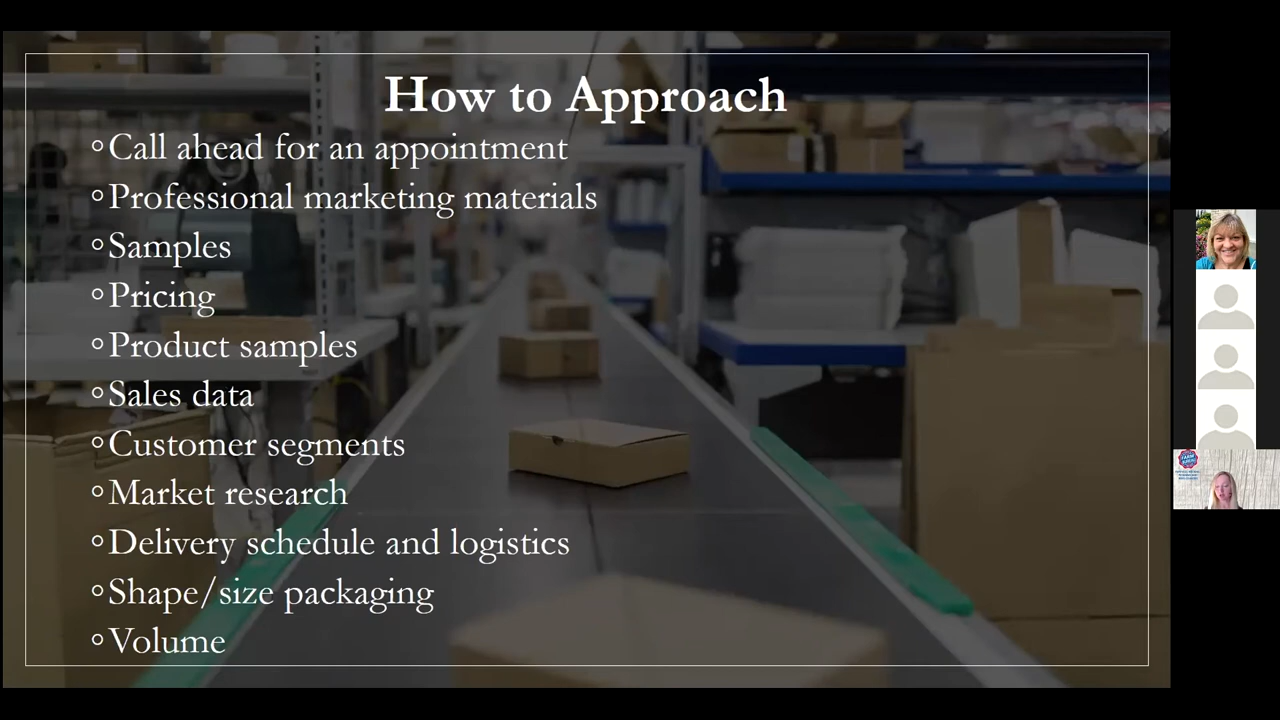 How to Approach
◦Call ahead for an appointment
◦Professional marketing materials
◦Samples
◦Pricing
◦Product samples
◦Sales data
◦Customer segments
◦Market research
◦Delivery schedule and logistics
◦Shape/size packaging
◦Volume
FARM